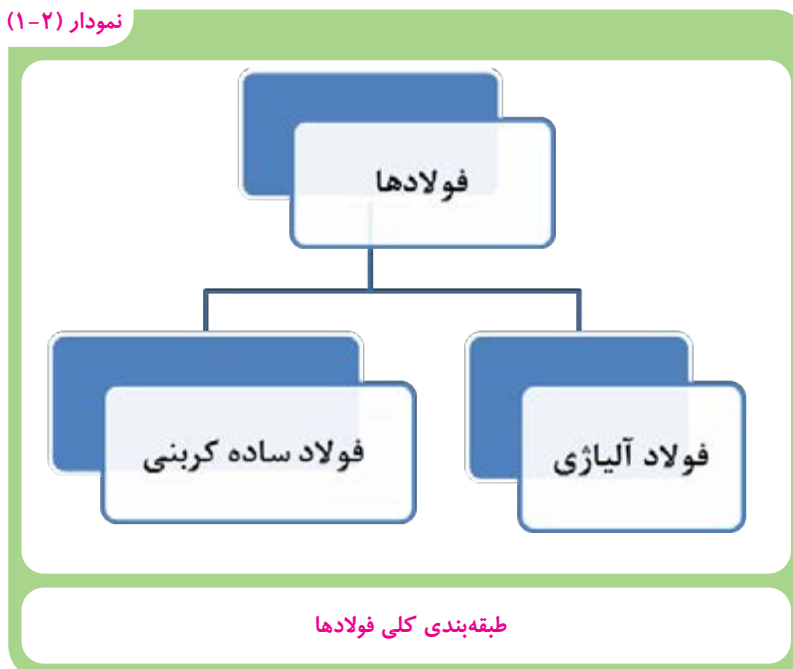 نمودار (۲-۱)
فولادها
فولاد آلیاژی
فولاد ساده کربنی
طبقه‌بندی کلی فولادها